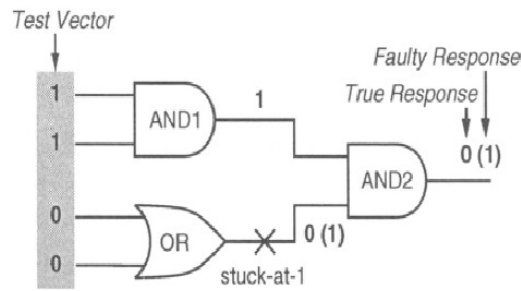 Test Vector
Faulty Response
True Response
1
1
AND1
1
0 (1)
AND2
0
0
OR
0 (1)
stuck-at-1